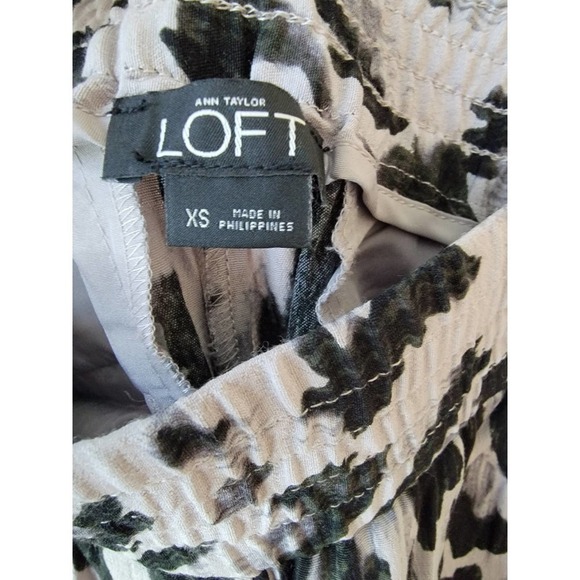 ANN TAYLOR
LOFT
XS
MADE IN
PHILIPPINES